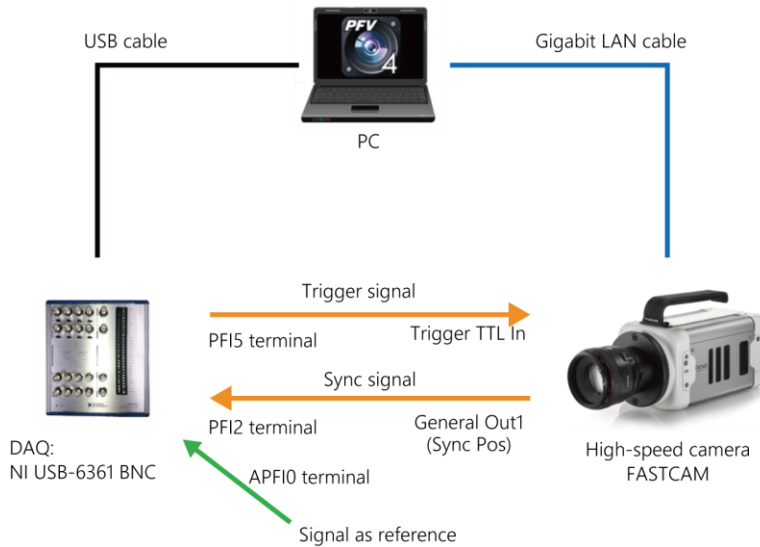 USB cable
PFV
4
Gigabit LAN cable
PC
Trigger signal
PFI5 terminal
Trigger TTL In
Sync signal
PFI2 terminal
General Out1
(Sync Pos)
DAQ:
NI USB-6361 BNC
APFI0 terminal
High-speed camera
FASTCAM
Signal as reference